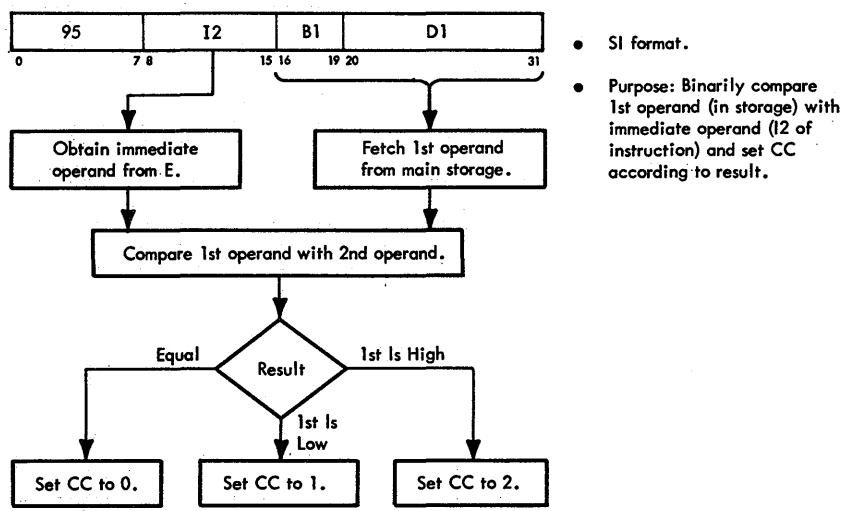 95 I2 B1 D1
0 7 8 15 16 19 20 31
• SI format.
• Purpose: Binarily compare
1st operand (in storage) with
immediate operand (I2 of
instruction) and set CC
according to result.
Obtain immediate
operand from E.
Fetch 1st operand
from main storage.
Compare 1st operand with 2nd operand.
Equal
Result
1st Is High
1st Is
Low
Set CC to 0.
Set CC to 1.
Set CC to 2.